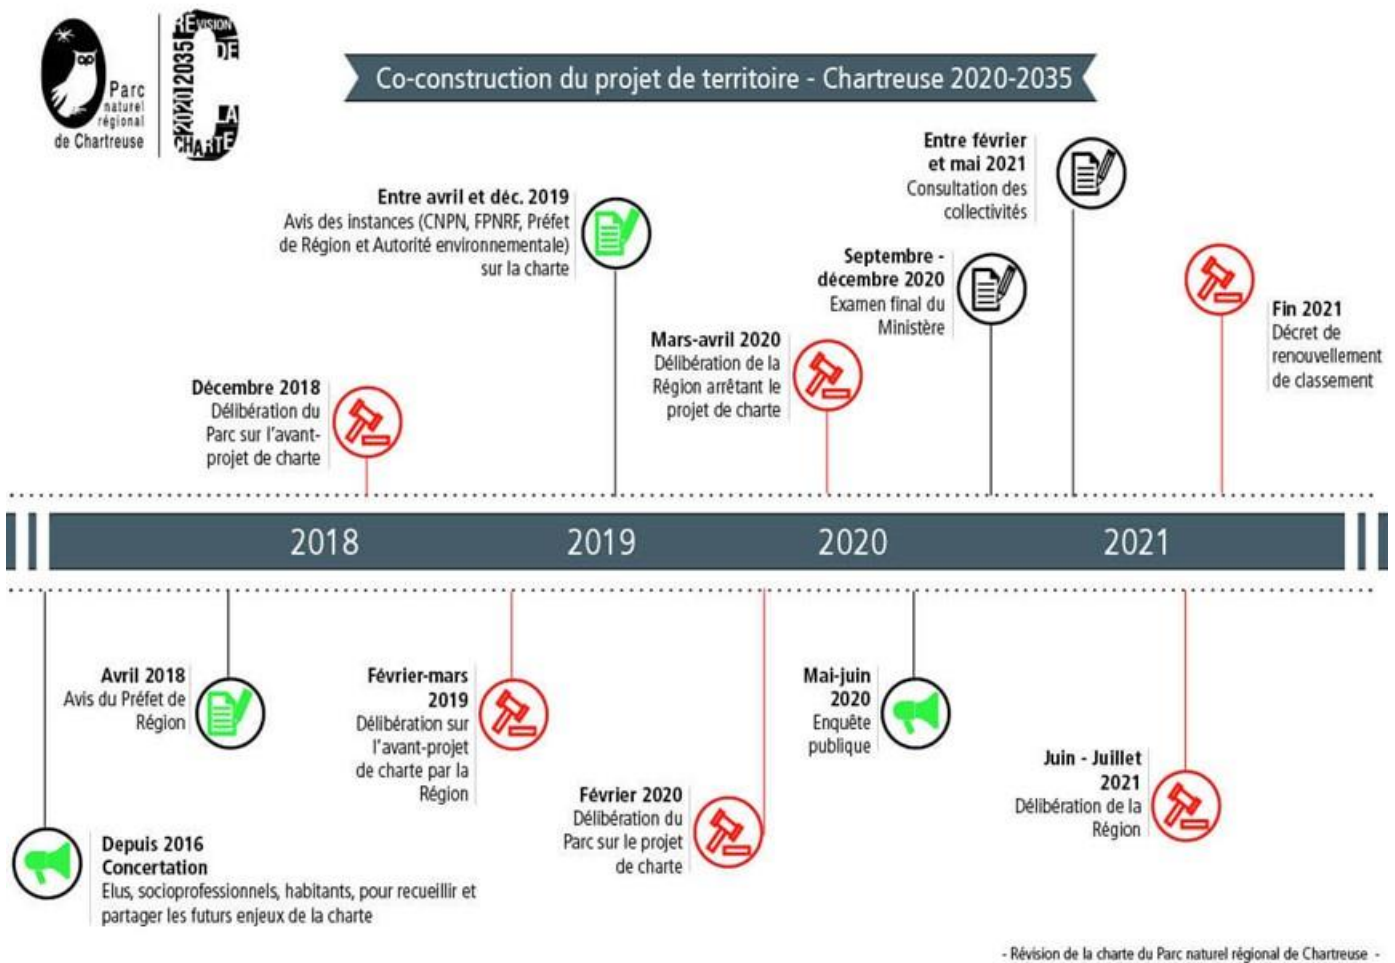 Parc
naturel
régional
de Chartreuse
RÉVISION
DE
LA
CHARTE
2020|2035
Co-construction du projet de territoire - Chartreuse 2020-2035
Entre avril et déc. 2019
Avis des instances (CNPN, FPNRF, Préfet
de Région et Autorité environnementale)
sur la charte
Entre février
et mai 2021
Consultation des
collectivités
Septembre -
décembre 2020
Examen final du
Ministère
Fin 2021
Décret de
renouvellement
de classement
Mars-avril 2020
Délibération de la
Région arrêtant le
projet de charte
Décembre 2018
Délibération du
Parc sur l'avant-
projet de charte
2018
2019
2020
2021
Avril 2018
Avis du Préfet de
Région
Février-mars
2019
Délibération sur
l'avant-projet
de charte par la
Région
Mai-juin
2020
Enquête
publique
Juin - Juillet
2021
Délibération de la
Région
Février 2020
Délibération du
Parc sur le projet
de charte
Depuis 2016
Concertation
Elus, socioprofessionnels, habitants, pour recueillir et
partager les futurs enjeux de la charte
- Révision de la charte du Parc naturel régional de Chartreuse -